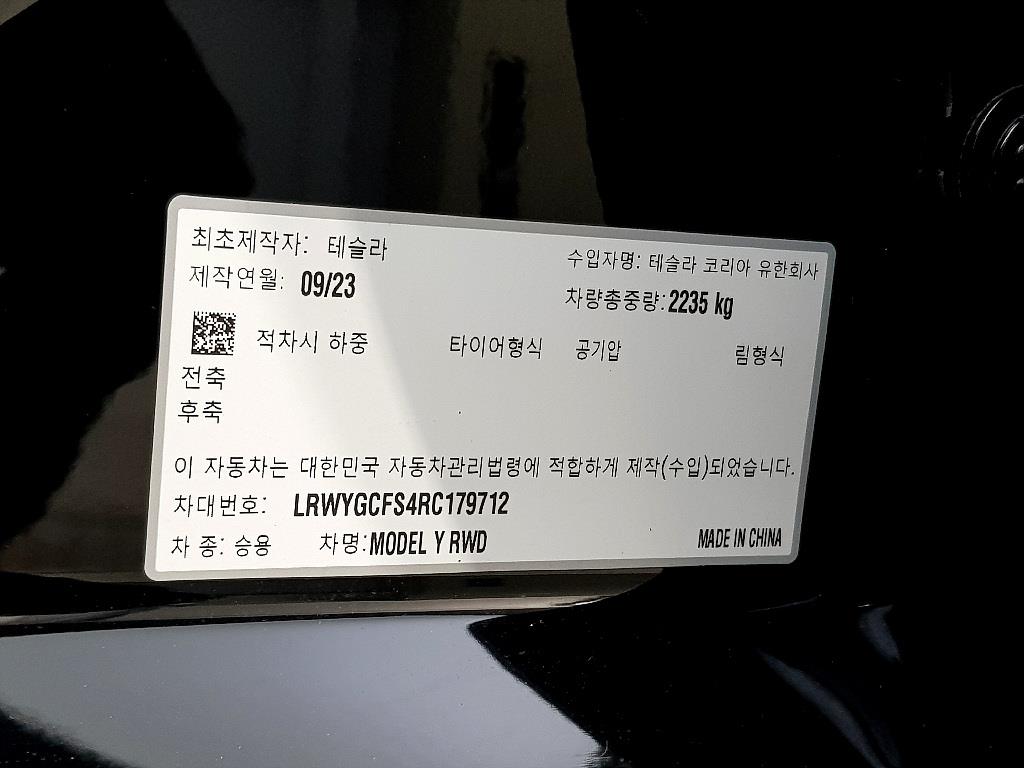 최초제작자: 테슬라 수입자명: 테슬라 코리아 유한회사
제작연월: 09/23 차량총중량:2235 kg
적차시 하중 타이어형식 공기압 림형식
전축
후축
이 자동차는 대한민국 자동차관리법령에 적합하게 제작(수입)되었습니다.
차대번호: LRWYGCFS4RC179712
차 종: 승용 차명:MODEL Y RWD MADE IN CHINA